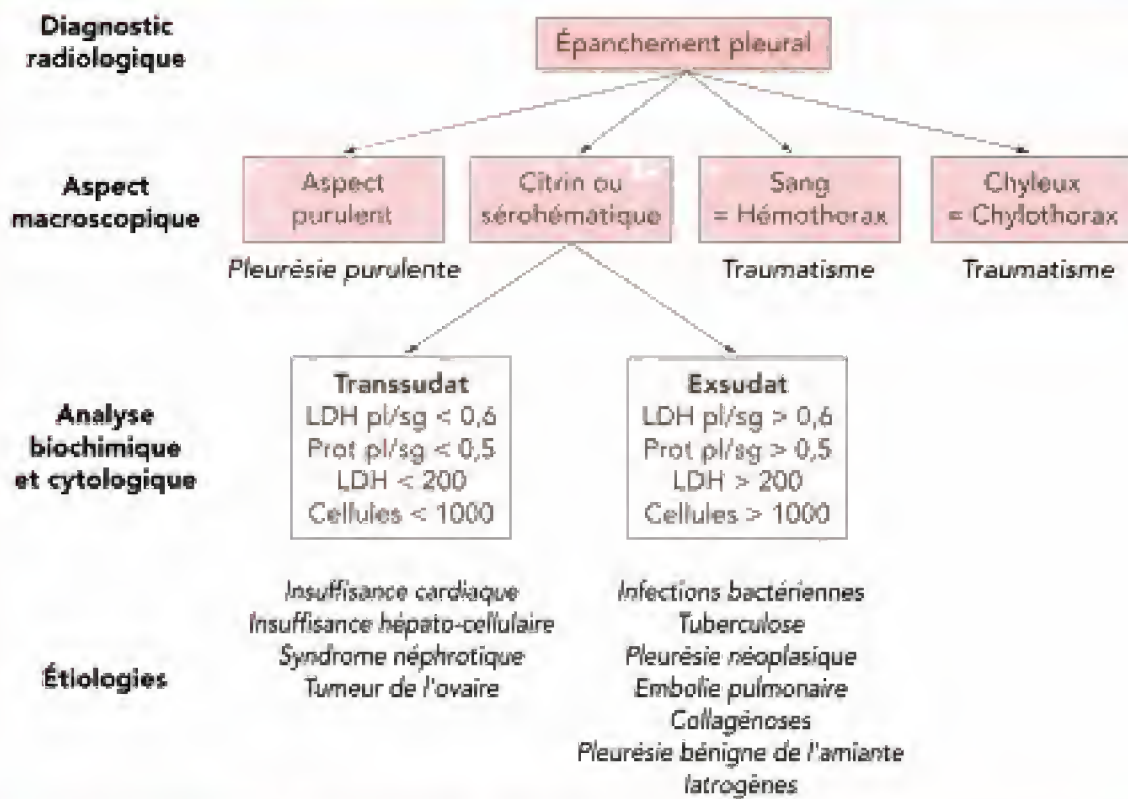 Diagnostic
radiologique
Épanchement pleural
Aspect
macroscopique
Aspect
purulent
Citrin ou
sérohématique
Sang
= Hémothorax
Chyleux
= Chylothorax
Pleurésie purulente
Traumatisme
Traumatisme
Analyse
biochimique
et cytologique
Transsudat
LDH pl/sg < 0,6
Prot pl/sg < 0,5
LDH < 200
Cellules < 1000
Exsudat
LDH pl/sg > 0,6
Prot pl/sg > 0,5
LDH > 200
Cellules > 1000
Étiologies
Insuffisance cardiaque
Insuffisance hépato-cellulaire
Syndrome néphrotique
Tumeur de l'ovaire
Infections bactériennes
Tuberculose
Pleurésie néoplasique
Embolie pulmonaire
Collagénoses
Pleurésie bénigne de l'amiante
Iatrogènes